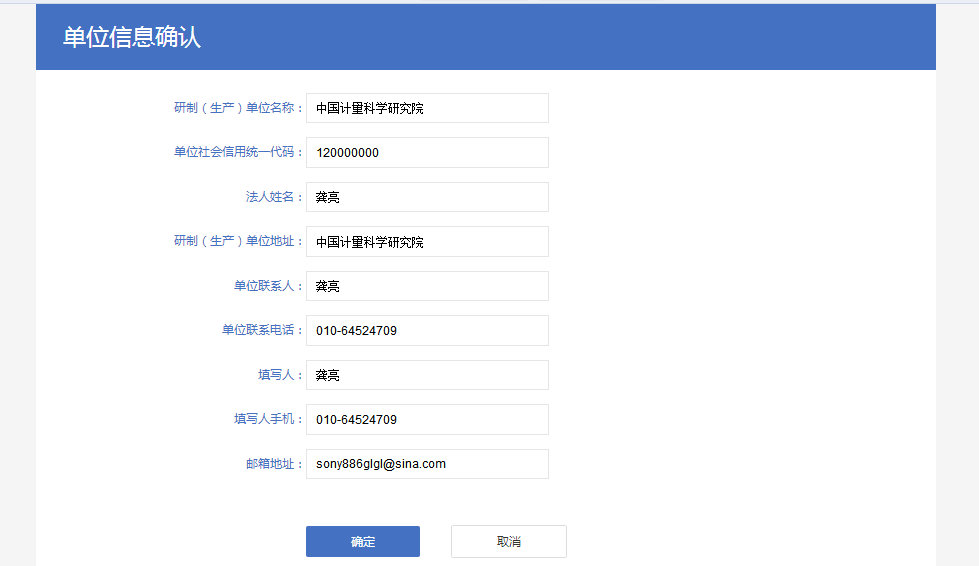 单位信息确认
研制（生产）单位名称： 中国计量科学研究院
单位社会信用统一代码： 120000000
法人姓名： 龚亮
研制（生产）单位地址： 中国计量科学研究院
单位联系人： 龚亮
单位联系电话： 010-64524709
填写人： 龚亮
填写人手机： 010-64524709
邮箱地址： sony886glgl@sina.com
确定 取消